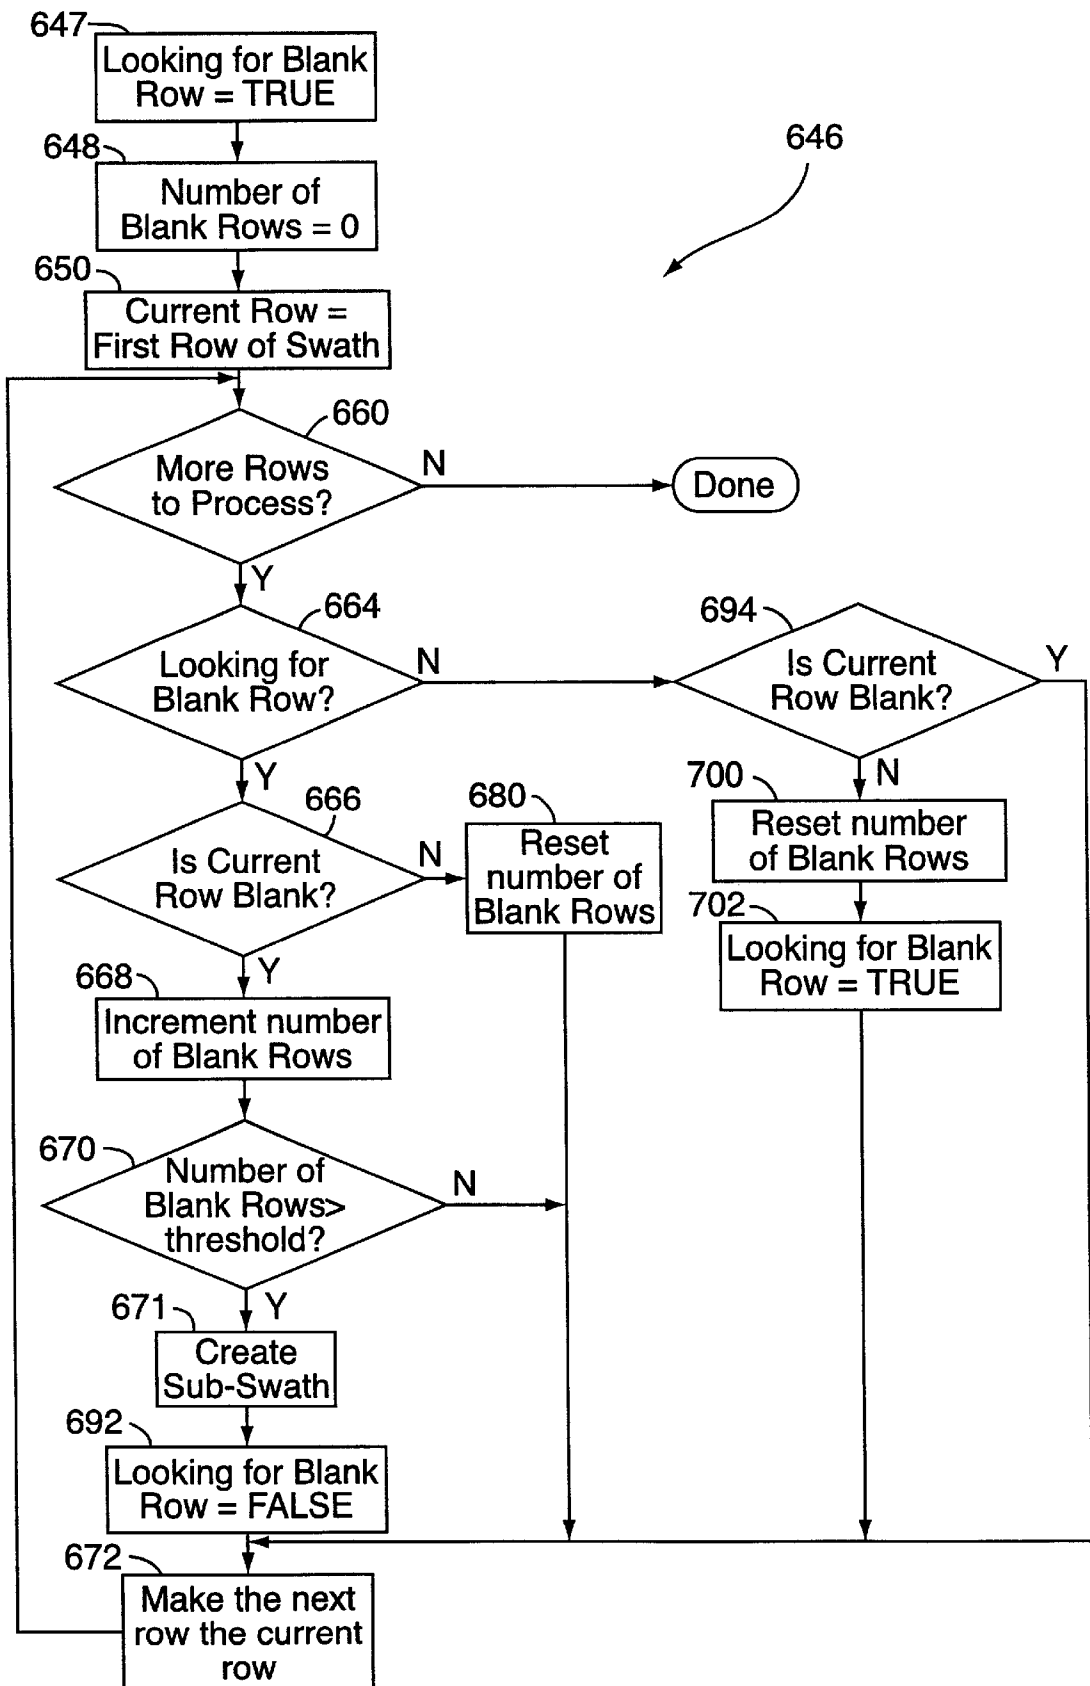 647
Looking for Blank
Row = TRUE
648
Number of
Blank Rows = 0
646
650
Current Row =
First Row of Swath
660
More Rows
to Process?
N
Done
Y
664
Looking for
Blank Row?
N
694
Is Current
Row Blank?
Y
Y
N
666
Is Current
Row Blank?
N
680
Reset
number of
Blank Rows
700
Reset number
of Blank Rows
702
Looking for Blank
Row = TRUE
Y
668
Increment number
of Blank Rows
670
Number of
Blank Rows>
threshold?
N
Y
671
Create
Sub-Swath
692
Looking for Blank
Row = FALSE
672
Make the next
row the current
row